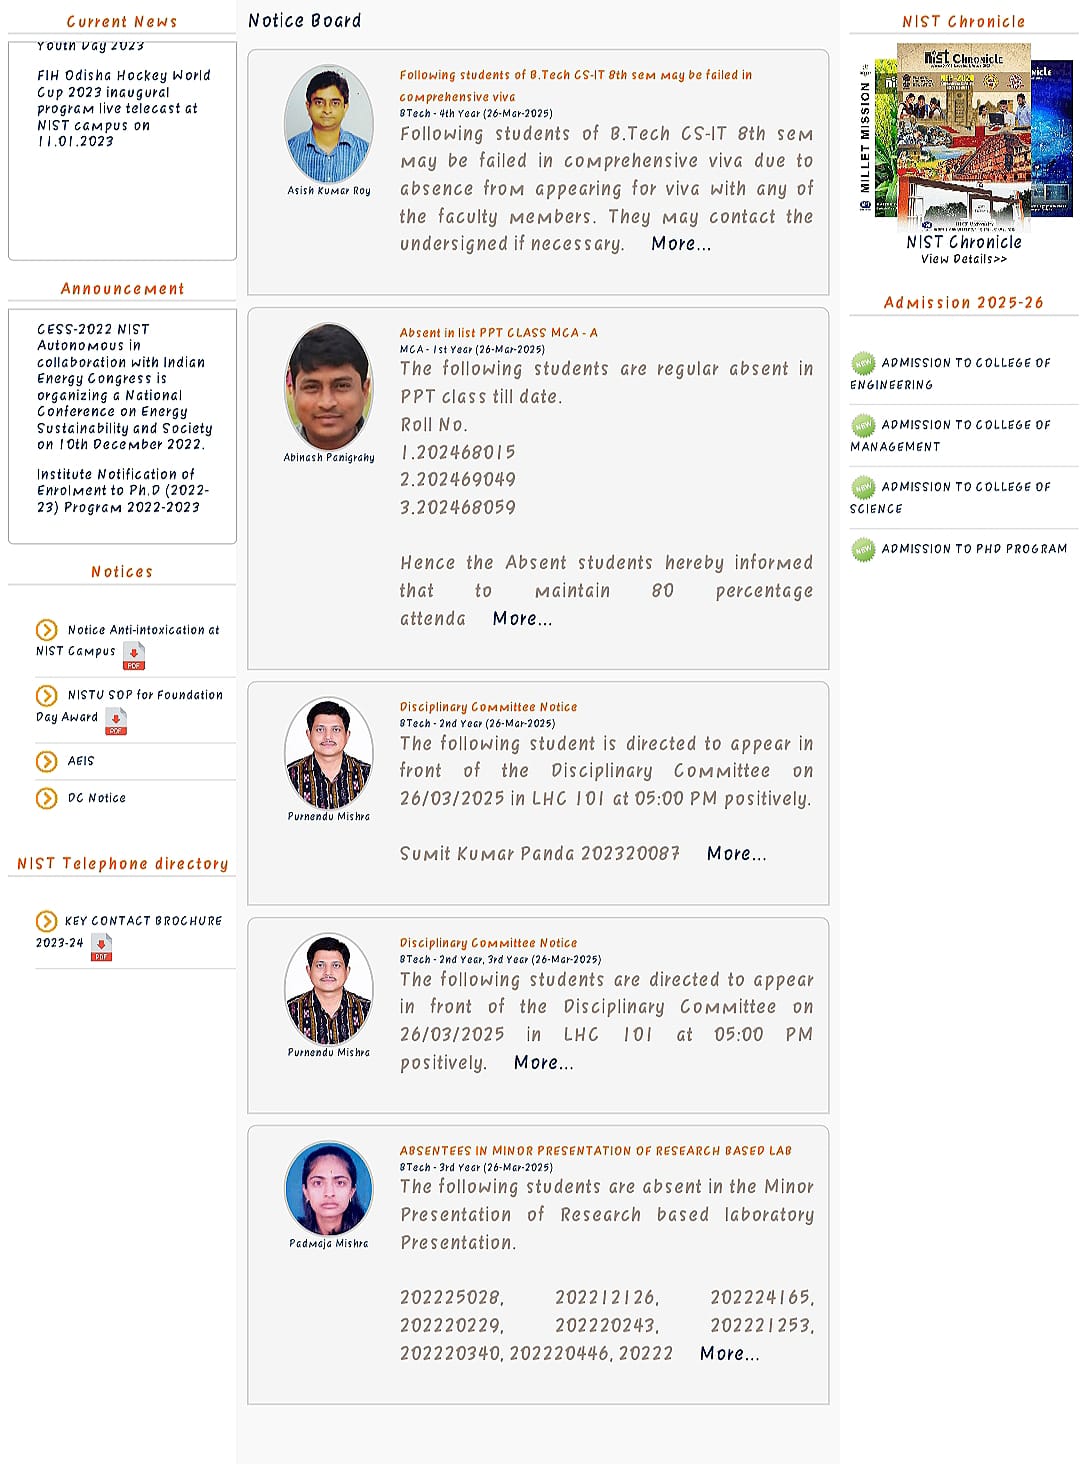 Current News
Youth Day 2023
FIH Odisha Hockey World
Cup 2023 inaugural
program live telecast at
NIST campus on
11.01.2023
Announcement
CESS-2022 NIST
Autonomous in
collaboration with Indian
Energy Congress is
organizing a National
Conference on Energy
Sustainability and Society
on 10th December 2022.
Institute Notification of
Enrolment to Ph.D (2022-
23) Program 2022-2023
Notices
Notice Anti-intoxication at
NIST Campus PDF
NISTU SOP for Foundation
Day Award PDF
AEIS
DC Notice
NIST Telephone directory
KEY CONTACT BROCHURE
2023-24 PDF
Notice Board
Asish Kumar Roy
Following students of B.Tech CS-IT 8th sem may be failed in
comprehensive viva
BTech - 4th Year (26-Mar-2025)
Following students of B.Tech CS-IT 8th sem
may be failed in comprehensive viva due to
absence from appearing for viva with any of
the faculty members. They may contact the
undersigned if necessary. More...
Abinash Panigrahy
Absent in list PPT CLASS MCA - A
MCA - 1st Year (26-Mar-2025)
The following students are regular absent in
PPT class till date.
Roll No.
1.202468015
2.202469049
3.202468059
Hence the Absent students hereby informed
that to maintain 80 percentage
attenda More...
Purnendu Mishra
Disciplinary Committee Notice
BTech - 2nd Year (26-Mar-2025)
The following student is directed to appear in
front of the Disciplinary Committee on
26/03/2025 in LHC 101 at 05:00 PM positively.
Sumit Kumar Panda 202320087 More...
Purnendu Mishra
Disciplinary Committee Notice
BTech - 2nd Year, 3rd Year (26-Mar-2025)
The following students are directed to appear
in front of the Disciplinary Committee on
26/03/2025 in LHC 101 at 05:00 PM
positively. More...
Padmaja Mishra
ABSENTEES IN MINOR PRESENTATION OF RESEARCH BASED LAB
BTech - 3rd Year (26-Mar-2025)
The following students are absent in the Minor
Presentation of Research based laboratory
Presentation.
202225028, 202212126, 202224165,
202220229, 202220243, 202221253,
202220340, 202220446, 20222 More...
NIST Chronicle
MILLET MISSION
nist Chronicle
NIST Chronicle
View Details>>
Admission 2025-26
NEW ADMISSION TO COLLEGE OF
ENGINEERING
NEW ADMISSION TO COLLEGE OF
MANAGEMENT
NEW ADMISSION TO COLLEGE OF
SCIENCE
NEW ADMISSION TO PHD PROGRAM